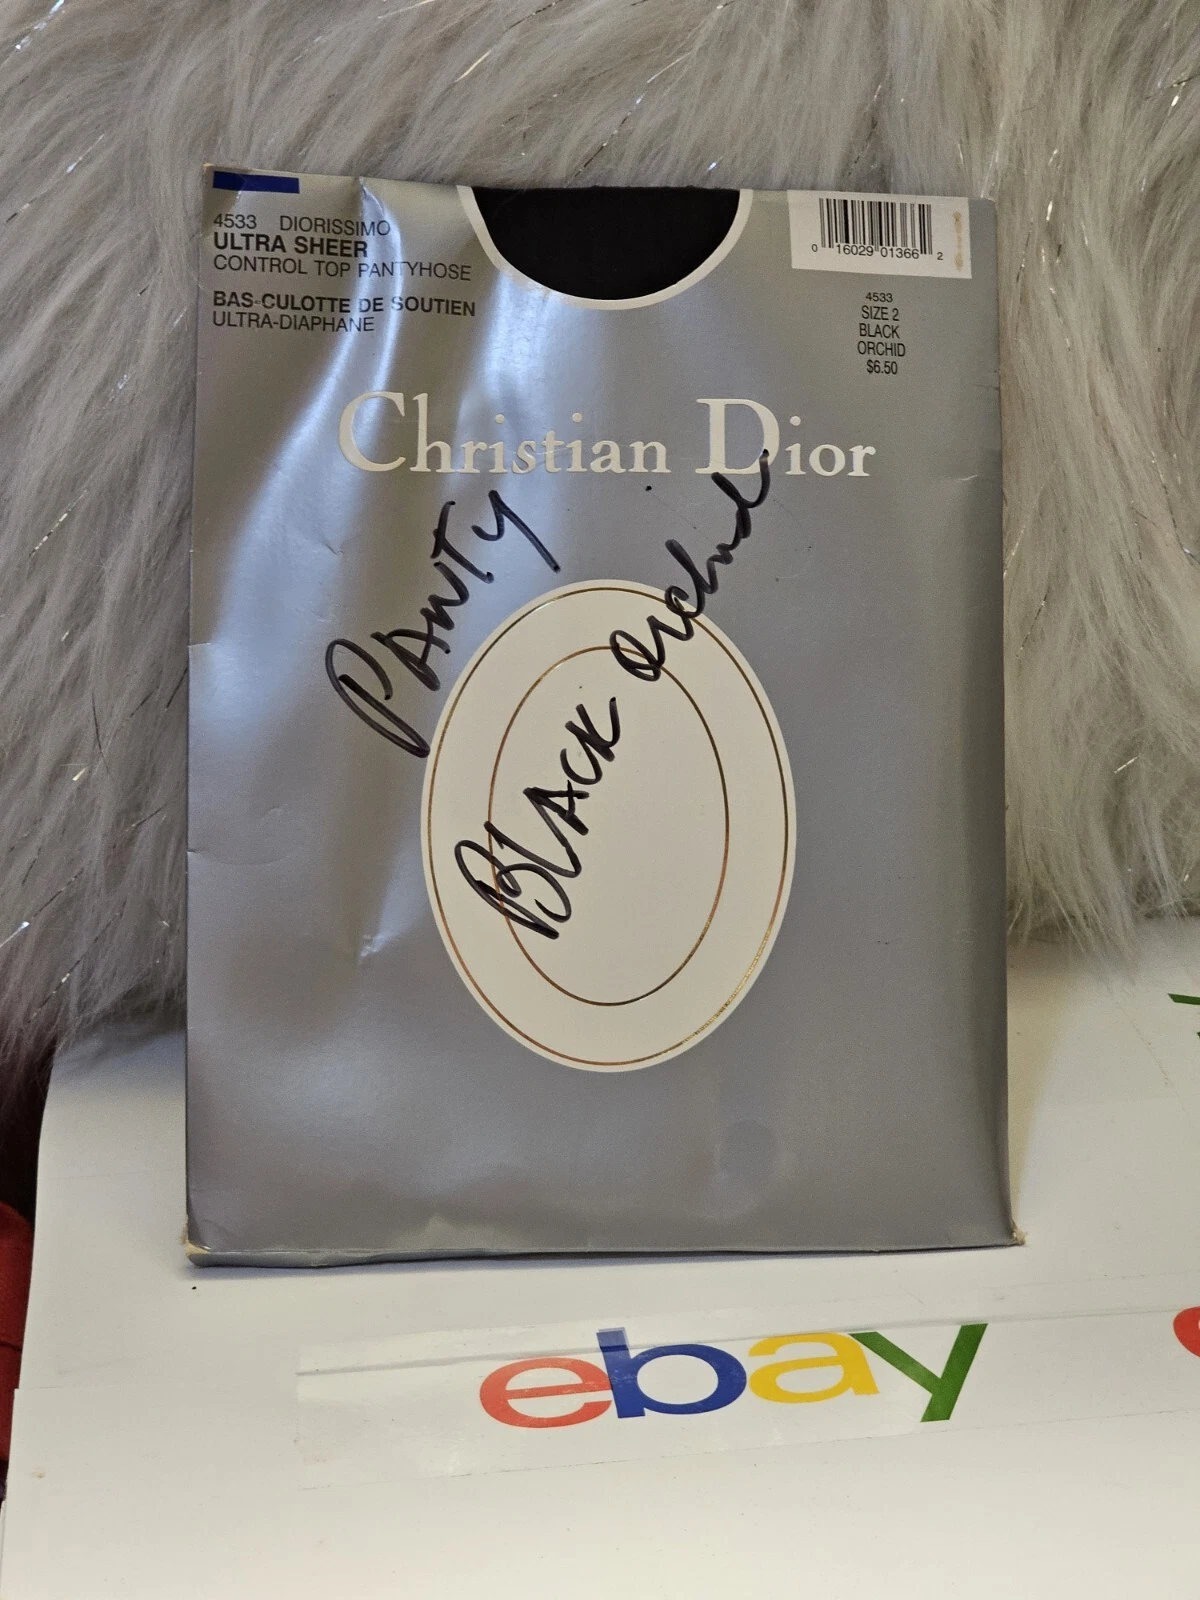 4533 DIORISSIMO
ULTRA SHEER
CONTROL TOP PANTYHOSE
BAS-CULOTTE DE SOUTIEN
ULTRA-DIAPHANE
0 16029 01366 2
4533
SIZE 2
BLACK
ORCHID
$6.50
Christian Dior
PANTY
BLACK Orchid
ebay